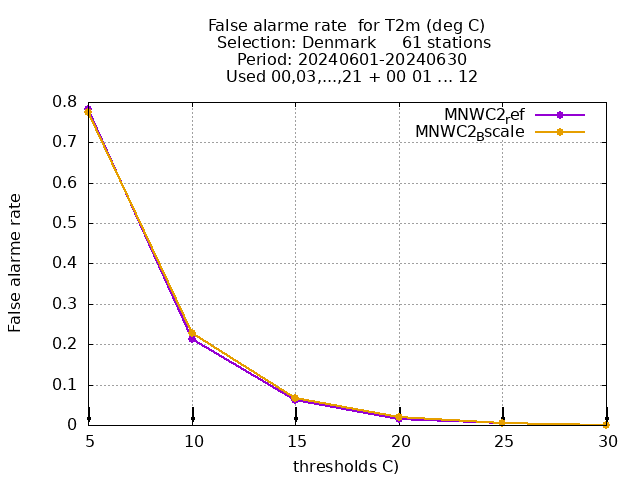 False alarme rate  for T2m (deg C)
Selection: Denmark     61 stations
Period: 20240601-20240630
Used 00,03,...,21 + 00 01 ... 12
MNWC2ref
MNWC2Bscale
False alarme rate
0.8
0.7
0.6
0.5
0.4
0.3
0.2
0.1
0
5 10 15 20 25 30
thresholds C)